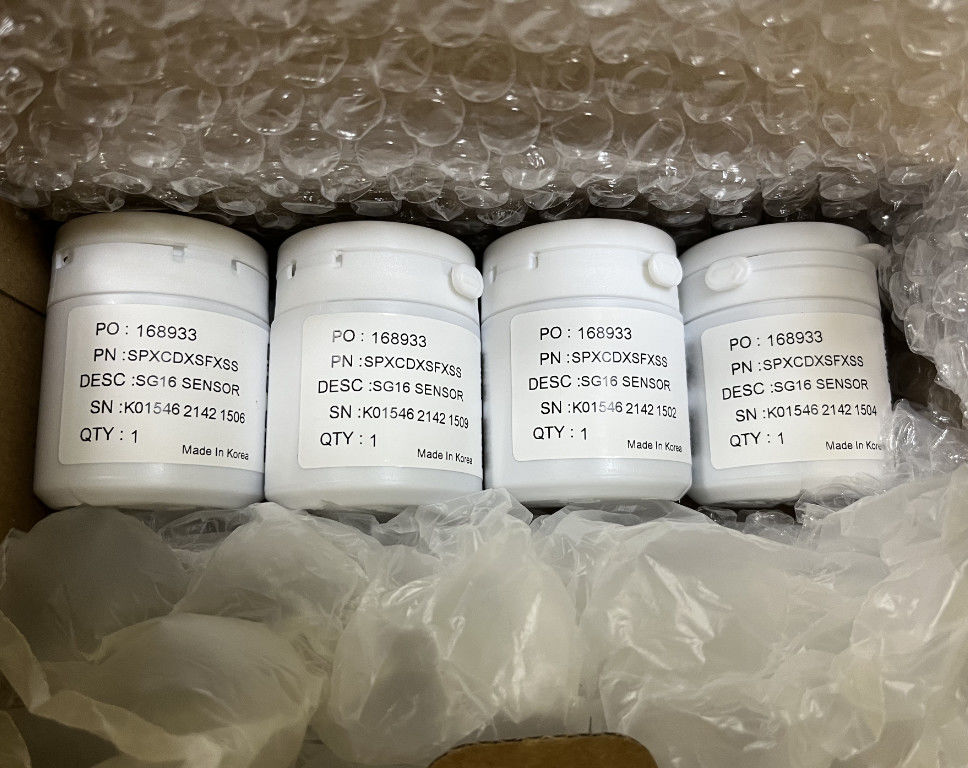 PO : 168933
PN :SPXCDXSFXSS
DESC :SG16 SENSOR
SN :K01546 2142 1506
QTY : 1
Made In Korea
PO : 168933
PN :SPXCDXSFXSS
DESC :SG16 SENSOR
SN :K01546 2142 1509
QTY : 1
Made In Korea
PO : 168933
PN :SPXCDXSFXSS
DESC :SG16 SENSOR
SN :K01546 2142 1502
QTY : 1
Made In Korea
PO : 168933
PN :SPXCDXSFXSS
DESC :SG16 SENSOR
SN :K01546 2142 1504
QTY : 1
Made In Korea